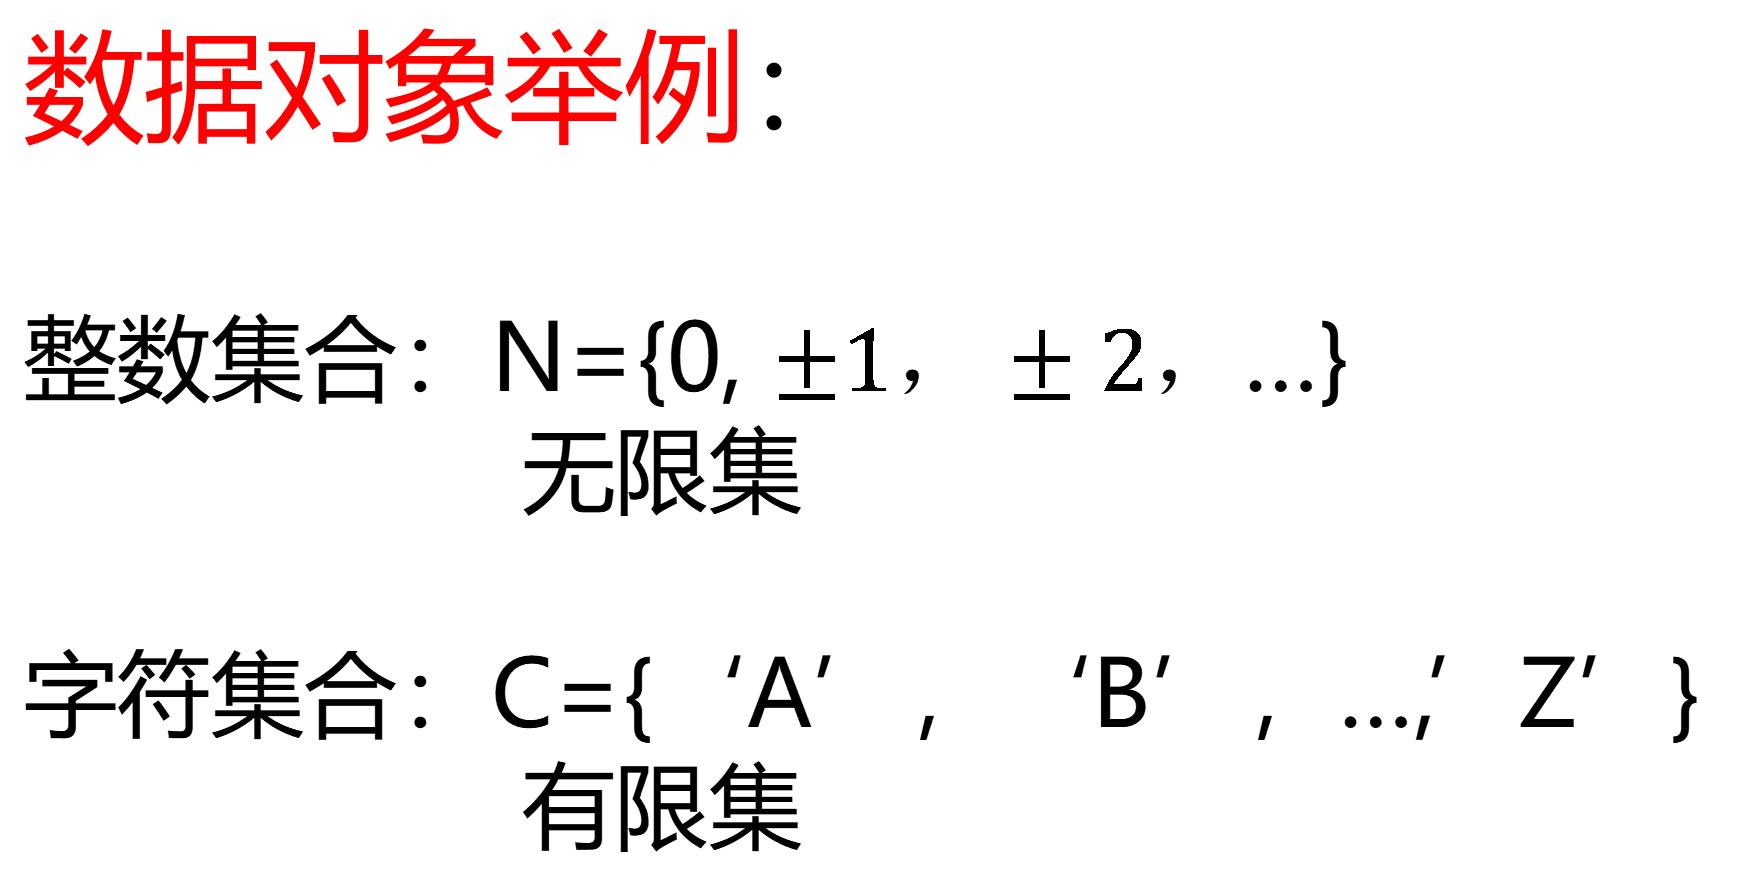 数据对象举例：
整数集合：N={0, ±1， ± 2， …}
无限集
字符集合：C={ ‘A’ , ‘B’ , …,’ Z’ }
有限集